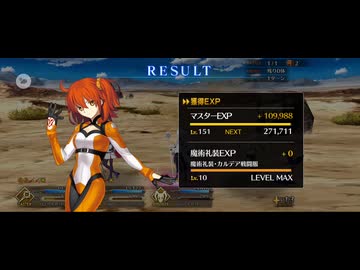 RESULT
獲得EXP
マスターEXP + 109,988
Lv.151 NEXT 271,711
魔術礼装EXP + 0
魔術礼装・カルデア戦闘服
Lv.10 LEVEL MAX